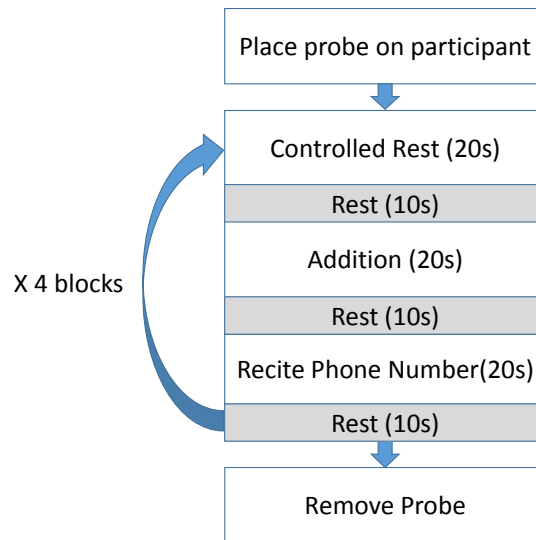 Place probe on participant
Controlled Rest (20s)
Rest (10s)
Addition (20s)
X 4 blocks
Rest (10s)
Recite Phone Number(20s)
Rest (10s)
Remove Probe